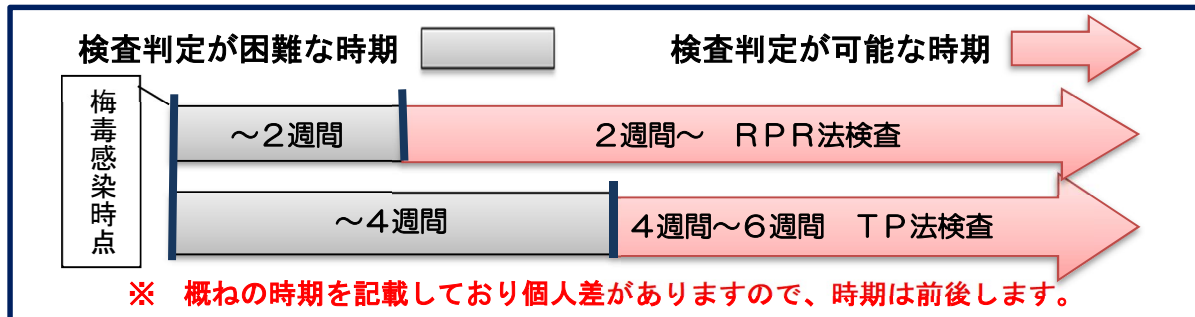 検査判定が困難な時期
検査判定が可能な時期
梅毒感染時点
～２週間
２週間～　ＲＰＲ法検査
～４週間
４週間～６週間　ＴＰ法検査
※　概ねの時期を記載しており個人差がありますので、時期は前後します。